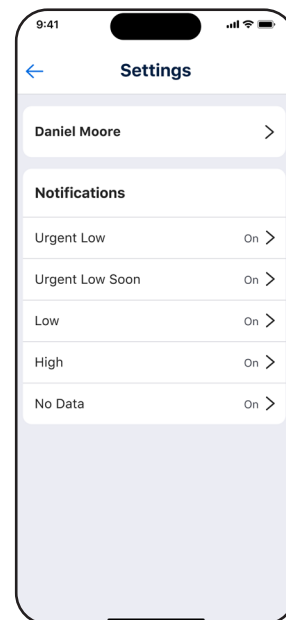 9:41
Settings
Daniel Moore
Notifications
Urgent Low On
Urgent Low Soon On
Low On
High On
No Data On